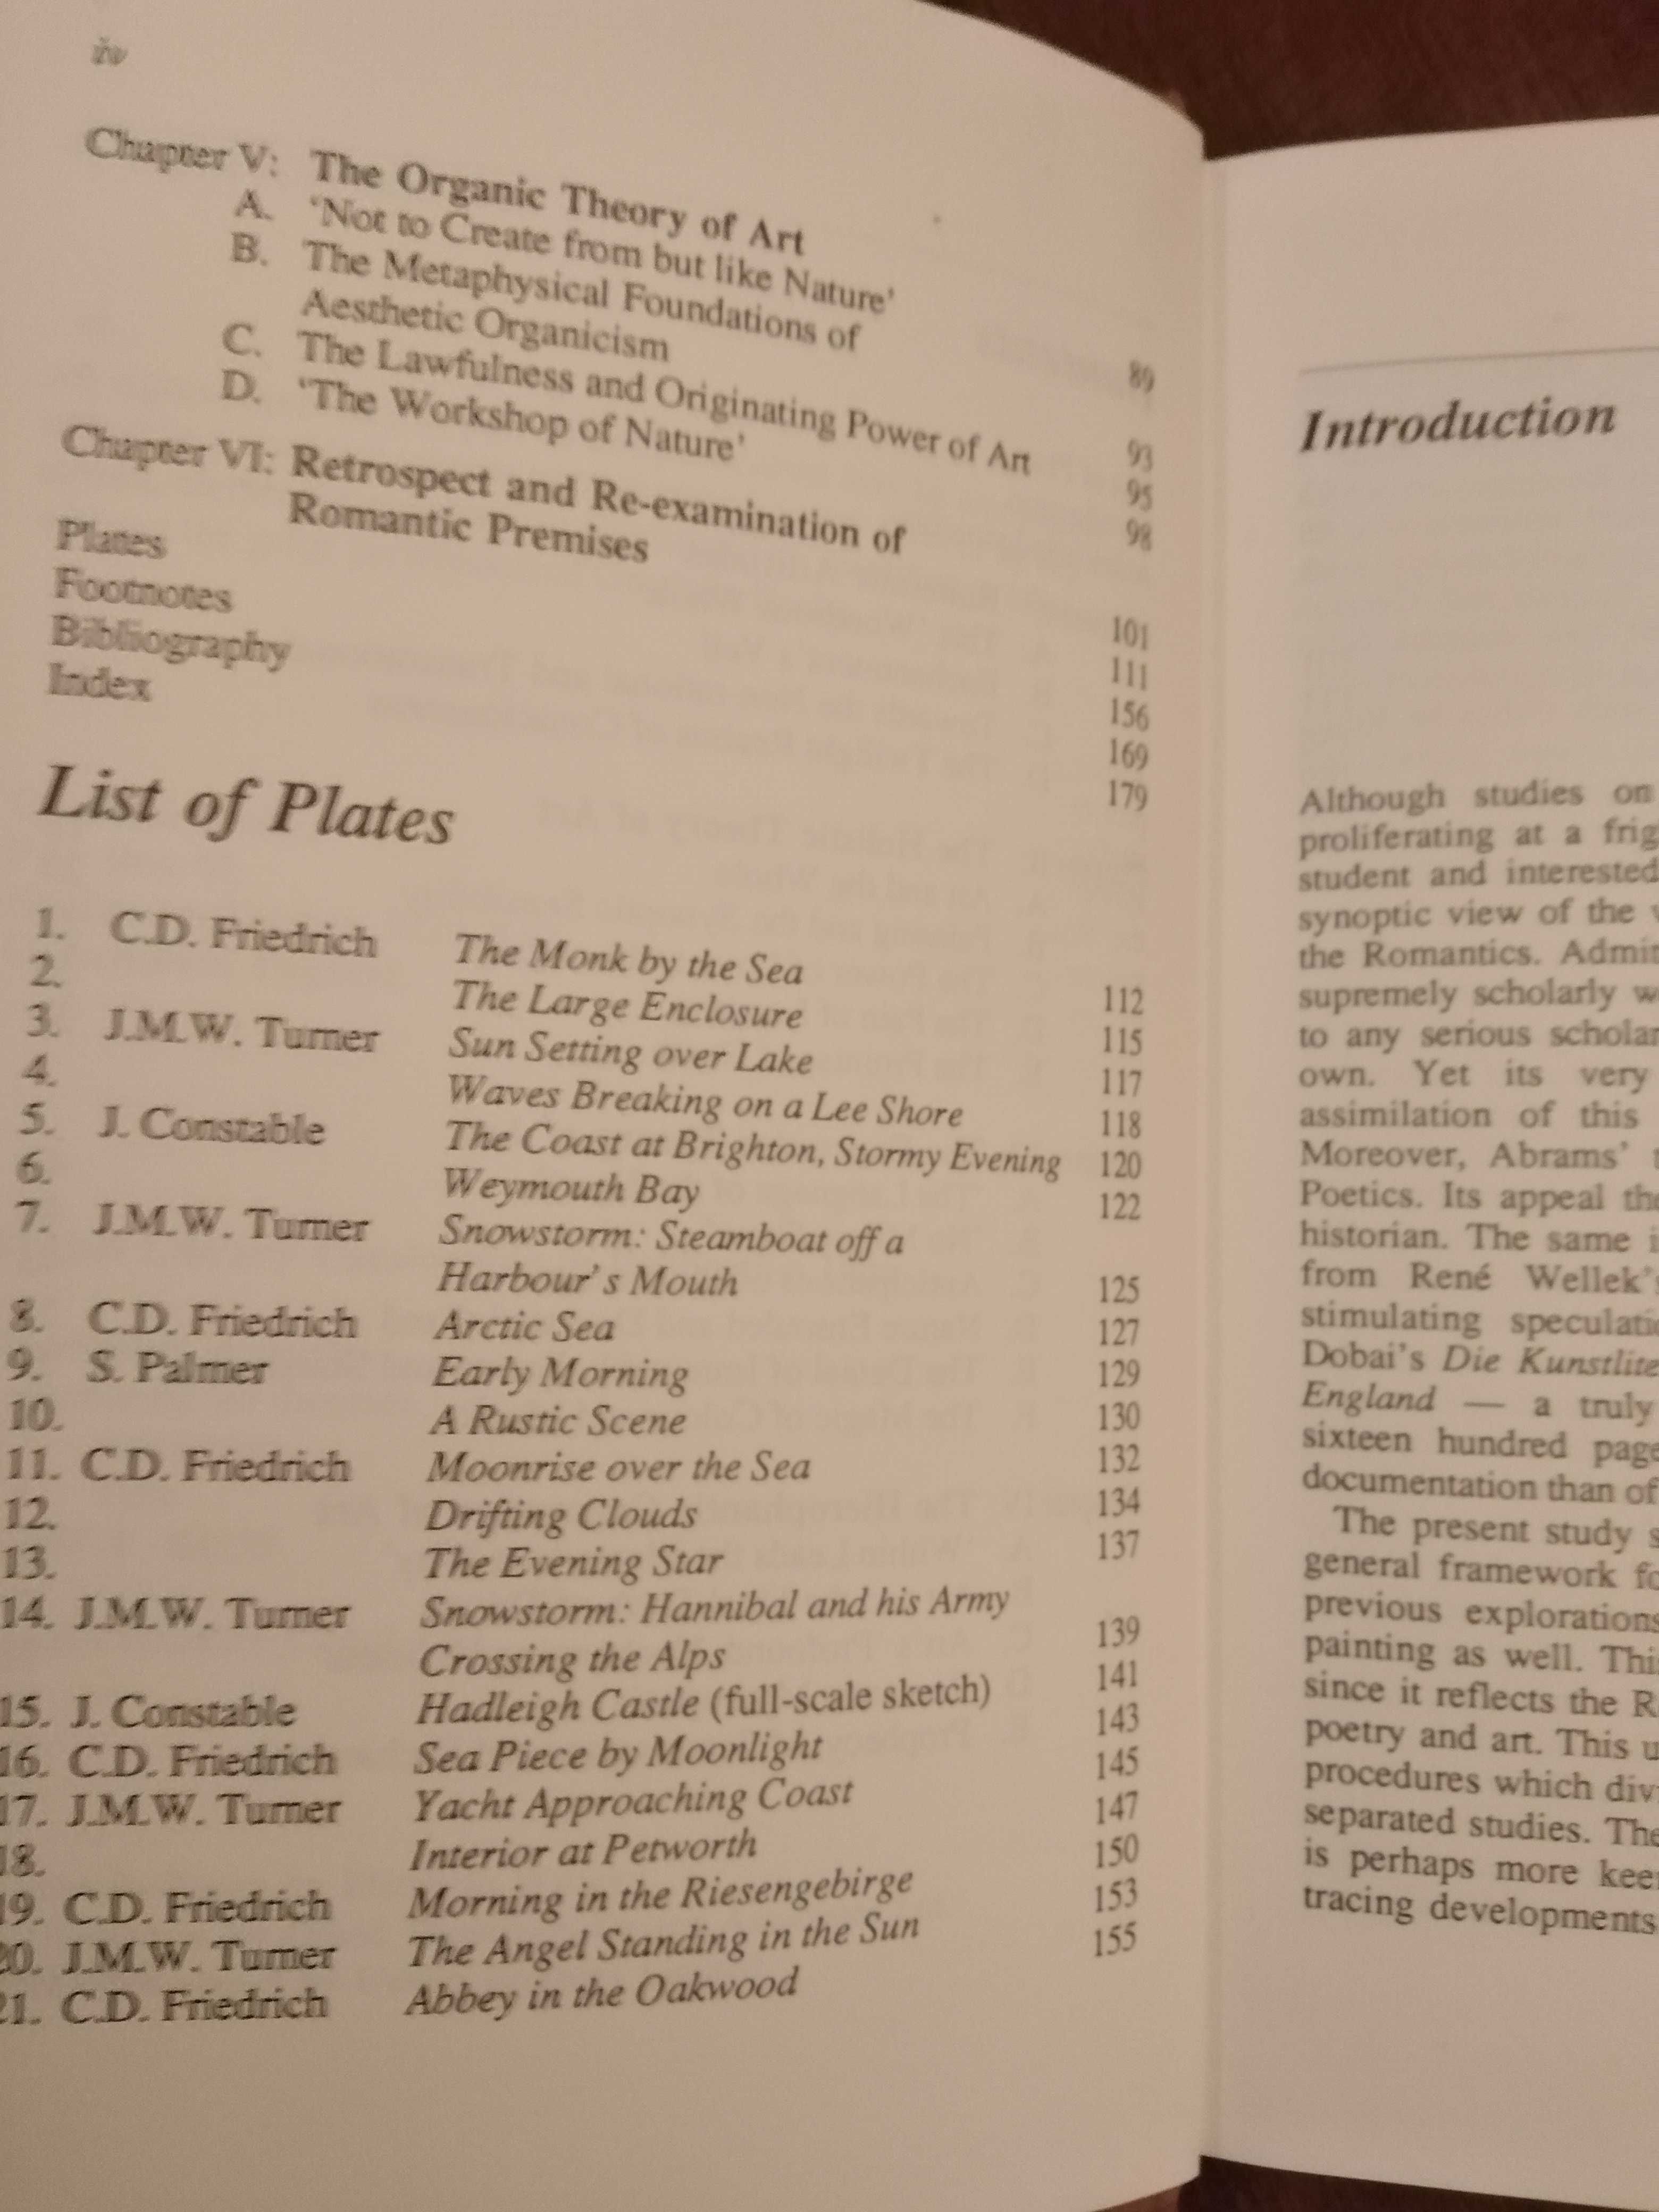 iv
Chapter V: The Organic Theory of Art
A. ‘Not to Create from but like Nature’ 89
B. The Metaphysical Foundations of
Aesthetic Organicism 93
C. The Lawfulness and Originating Power of Art 95
D. ‘The Workshop of Nature’ 98
Chapter VI: Retrospect and Re-examination of
Romantic Premises 101
Plates 111
Footnotes 156
Bibliography 169
Index 179
List of Plates
1. C.D. Friedrich The Monk by the Sea 112
2. The Large Enclosure 115
3. J.M.W. Turner Sun Setting over Lake 117
4. Waves Breaking on a Lee Shore 118
5. J. Constable The Coast at Brighton, Stormy Evening 120
6. Weymouth Bay 122
7. J.M.W. Turner Snowstorm: Steamboat off a
Harbour’s Mouth 125
8. C.D. Friedrich Arctic Sea 127
9. S. Palmer Early Morning 129
10. A Rustic Scene 130
11. C.D. Friedrich Moonrise over the Sea 132
12. Drifting Clouds 134
13. The Evening Star 137
14. J.M.W. Turner Snowstorm: Hannibal and his Army
Crossing the Alps 139
15. J. Constable Hadleigh Castle (full-scale sketch) 141
16. C.D. Friedrich Sea Piece by Moonlight 143
17. J.M.W. Turner Yacht Approaching Coast 145
18. Interior at Petworth 147
19. C.D. Friedrich Morning in the Riesengebirge 150
20. J.M.W. Turner The Angel Standing in the Sun 153
21. C.D. Friedrich Abbey in the Oakwood 155
Introduction
Although studies on
proliferating at a frig
student and interested
synoptic view of the
the Romantics. Admir
supremely scholarly w
to any serious scholar
own. Yet its very
assimilation of this
Moreover, Abrams’
Poetics. Its appeal the
historian. The same i
from René Wellek’s
stimulating speculati
Dobai’s Die Kunstlite
England — a truly
sixteen hundred page
documentation than of
The present study s
general framework fo
previous explorations
painting as well. This
since it reflects the R
poetry and art. This u
procedures which div
separated studies. The
is perhaps more keen
tracing developments